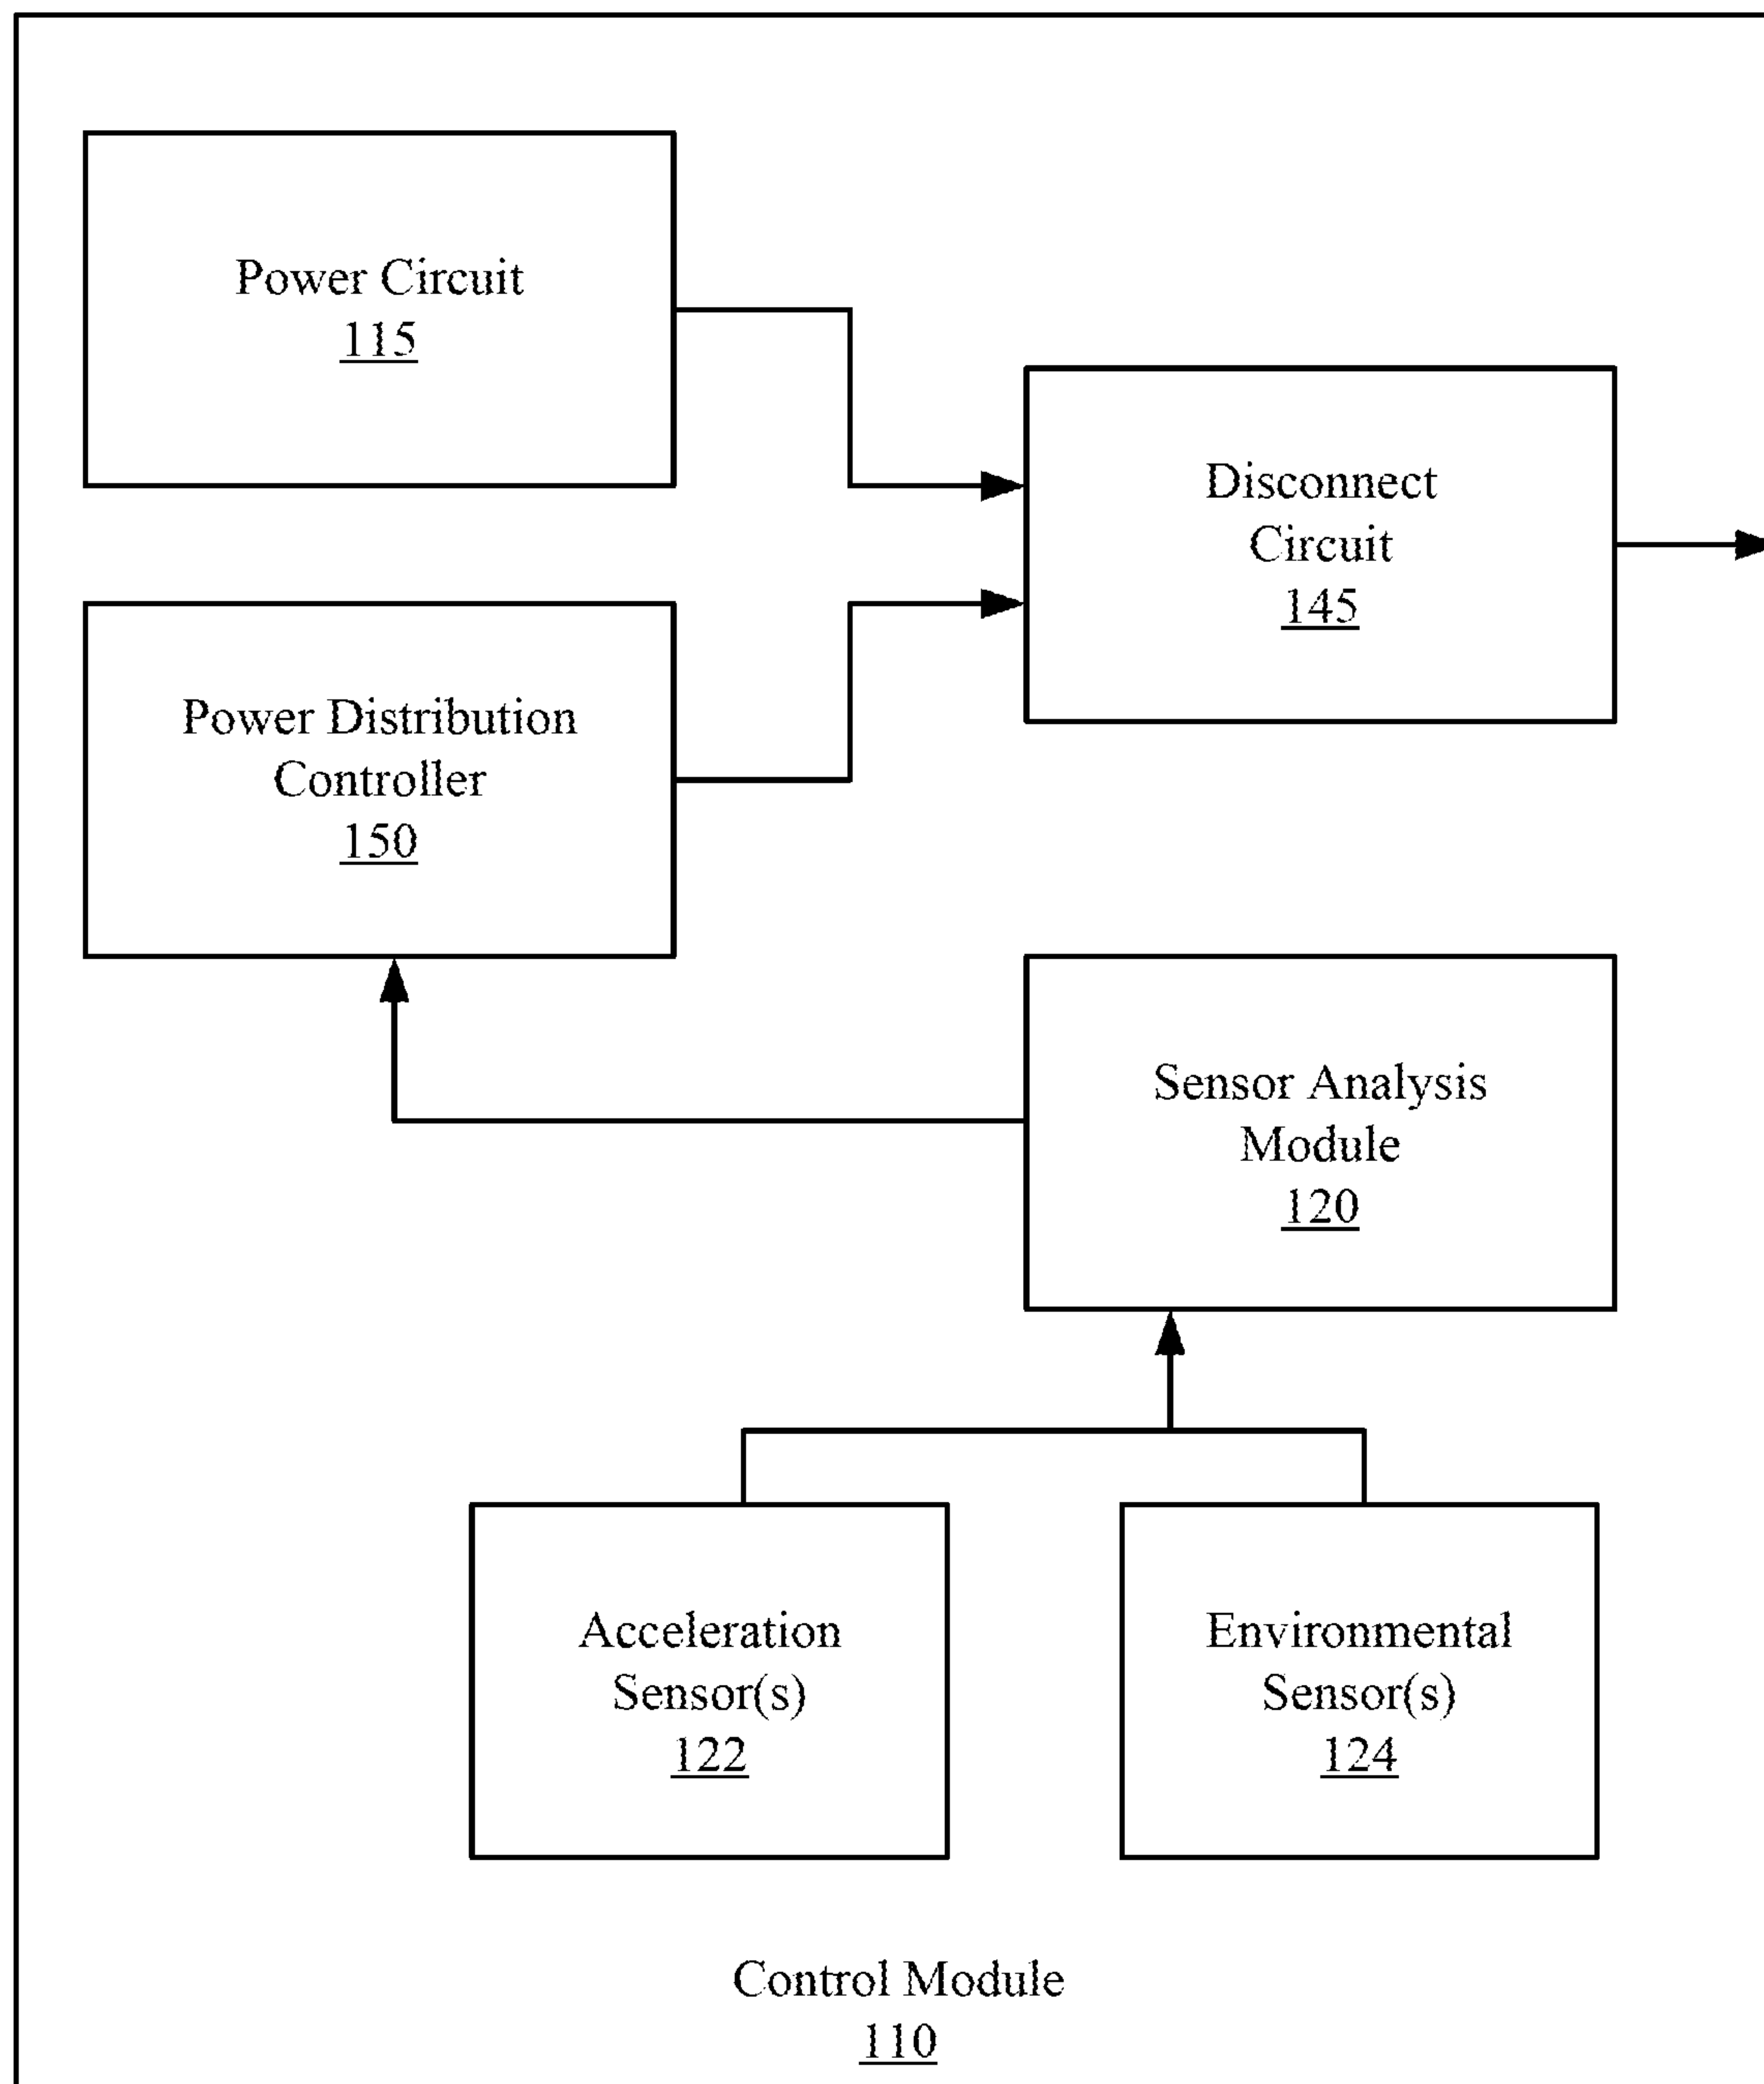 Power Circuit
115
Disconnect
Circuit
145
Power Distribution
Controller
150
Sensor Analysis
Module
120
Acceleration
Sensor(s)
122
Environmental
Sensor(s)
124
Control Module
110